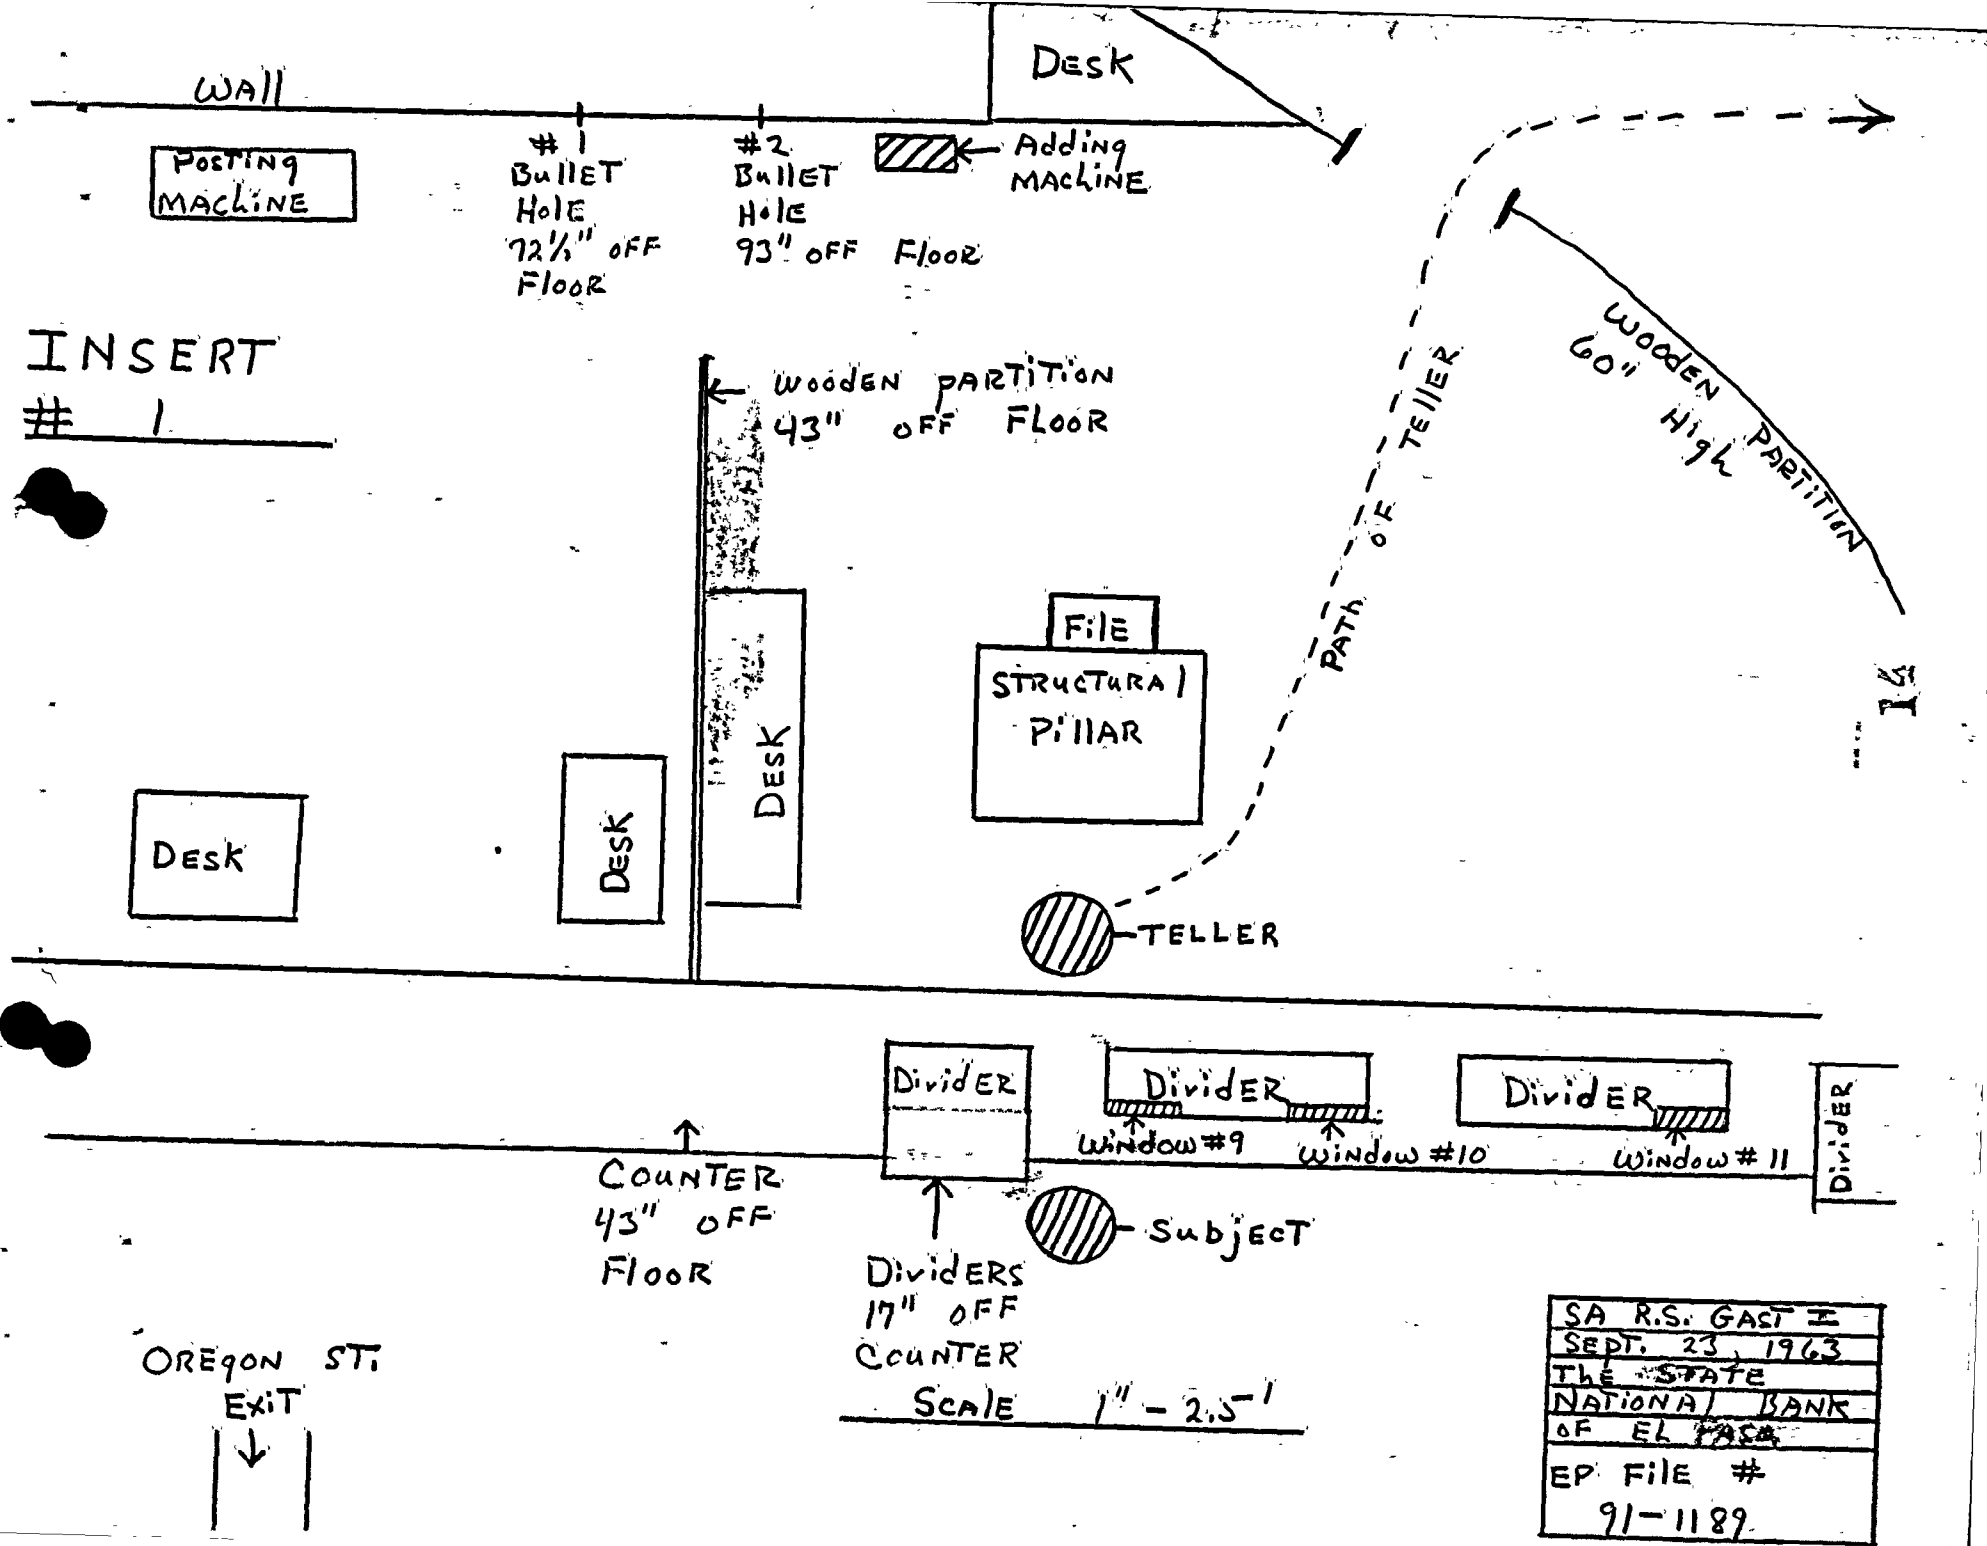 DESK
WAll
POSTiNg
MAChiNE
# 1
BullET
HolE
72½" OFF
FlooR
#2
BullET
HolE
93" OFF FlooR
Adding
MAChiNE
INSERT
# 1
WOOdEN PARTiTiON
43" OFF FLOOR
PATh OF TEllER
WOOdEN PARTiTiON
60" High
FilE
STRucTuRAl
PillAR
DESK
DESK
DESK
TELLER
15
DividER
DividER
DividER
DividER
WiNdow #9
WiNdow #10
WiNdow # 11
COUNTER
43" OFF
FlooR
SubjEcT
DividERS
17" OFF
COUNTER
OREgON ST.
ExiT
ScAlE 1" - 2.5'
SA R.S. GAST II
SEPT. 23, 1963
ThE STATE
NATiONAl BANK
OF EL PASO
EP FilE #
91-1189